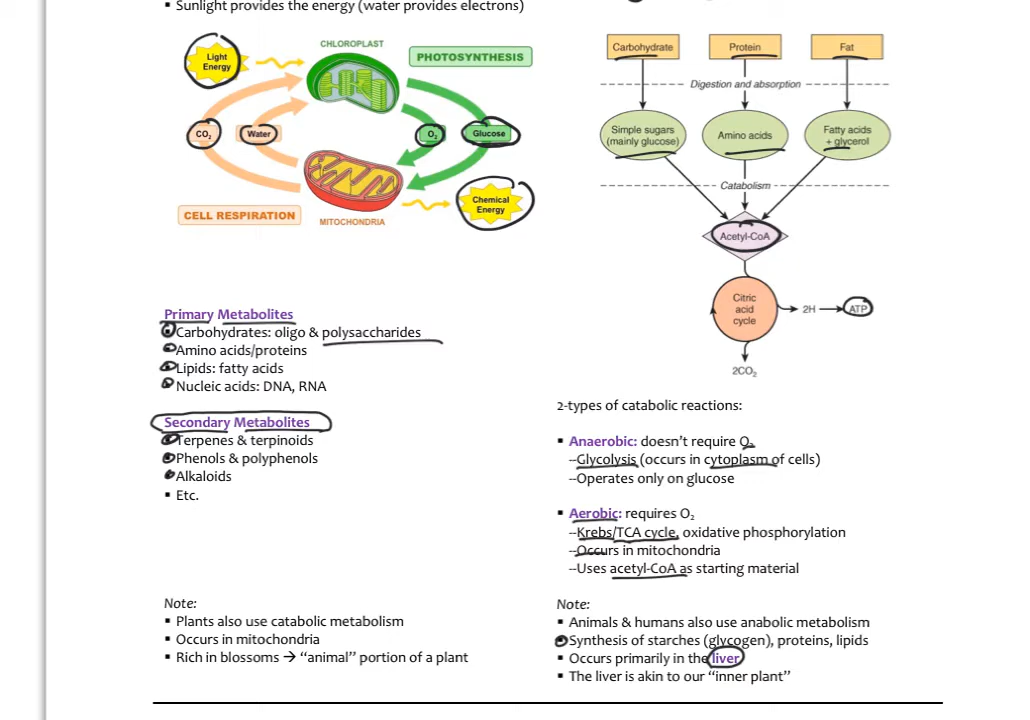 ▪ Sunlight provides the energy (water provides electrons)
Light
Energy
CHLOROPLAST
PHOTOSYNTHESIS
CO₂
Water
O₂
Glucose
CELL RESPIRATION
MITOCHONDRIA
Chemical
Energy
Primary Metabolites
▪ Carbohydrates: oligo & polysaccharides
▪ Amino acids/proteins
▪ Lipids: fatty acids
▪ Nucleic acids: DNA, RNA
Secondary Metabolites
▪ Terpenes & terpinoids
▪ Phenols & polyphenols
▪ Alkaloids
▪ Etc.
Note:
▪ Plants also use catabolic metabolism
▪ Occurs in mitochondria
▪ Rich in blossoms → “animal” portion of a plant
Carbohydrate
Protein
Fat
Digestion and absorption
Simple sugars
(mainly glucose)
Amino acids
Fatty acids
+ glycerol
Catabolism
Acetyl-CoA
Citric
acid
cycle
2H
ATP
2CO₂
2-types of catabolic reactions:
▪ Anaerobic: doesn’t require O₂
--Glycolysis (occurs in cytoplasm of cells)
--Operates only on glucose
▪ Aerobic: requires O₂
--Krebs/TCA cycle, oxidative phosphorylation
--Occurs in mitochondria
--Uses acetyl-CoA as starting material
Note:
▪ Animals & humans also use anabolic metabolism
▪ Synthesis of starches (glycogen), proteins, lipids
▪ Occurs primarily in the liver
▪ The liver is akin to our “inner plant”